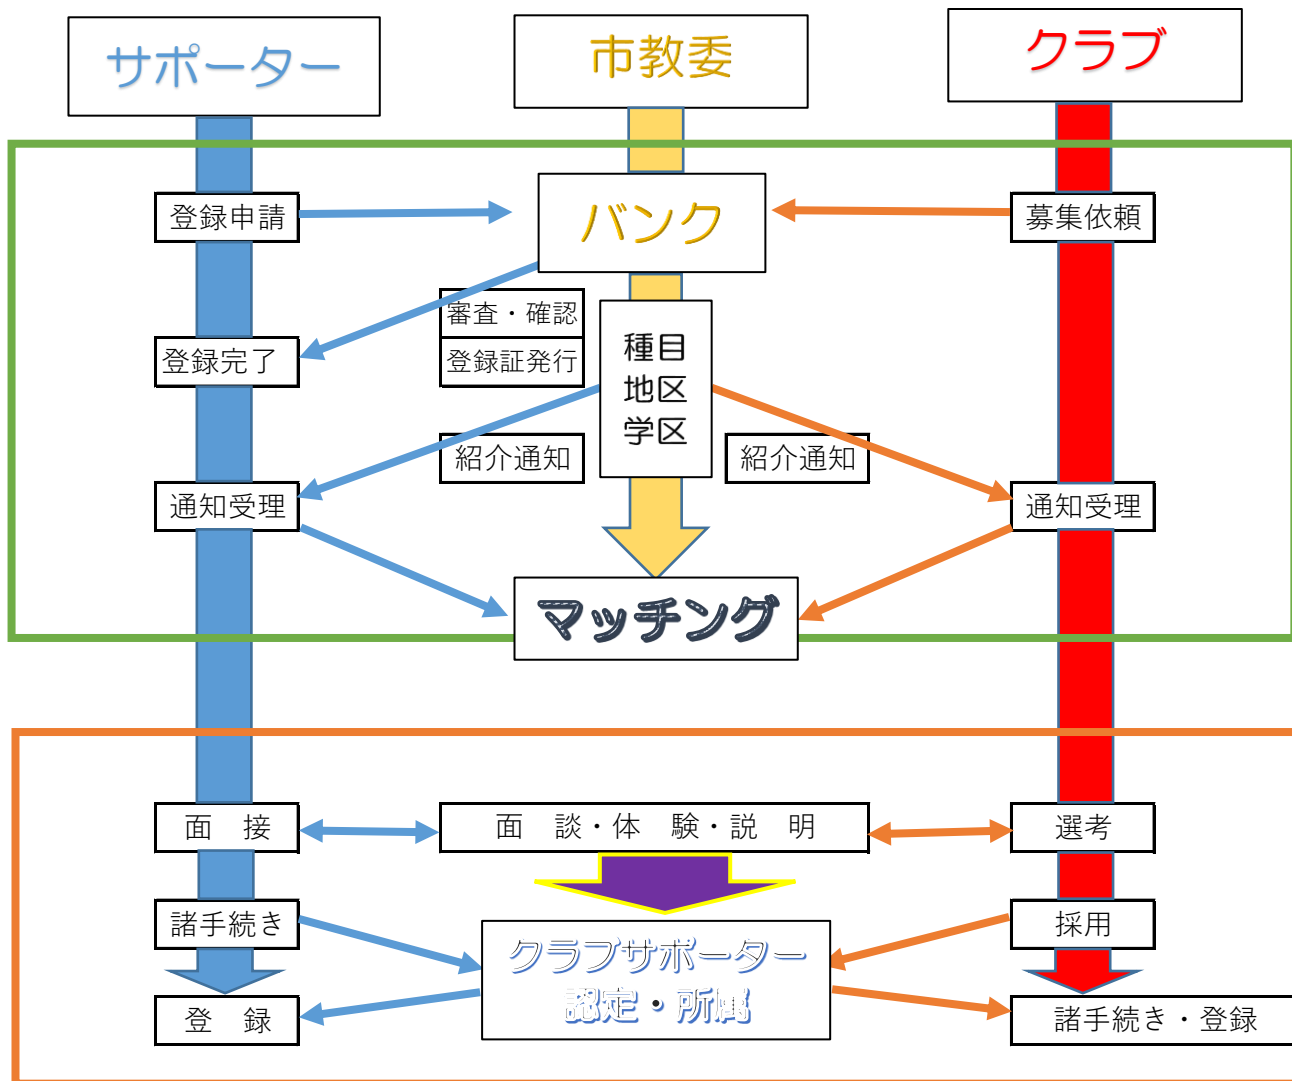 サポーター
市教委
クラブ
登録申請
バンク
募集依頼
審査・確認
登録証発行
登録完了
種目
地区
学区
紹介通知
紹介通知
通知受理
通知受理
マッチング
面　接
面　談・体　験・説　明
選考
諸手続き
採用
クラブサポーター
認定・所属
登　録
諸手続き・登録